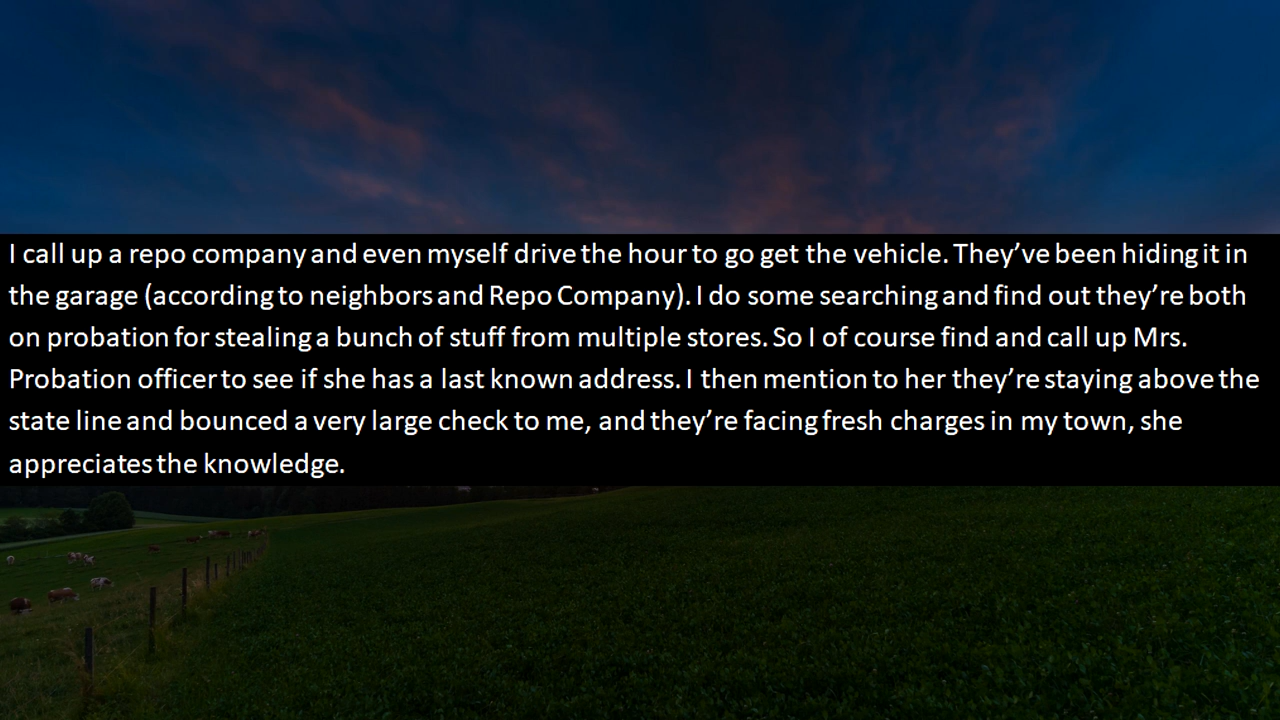 I call up a repo company and even myself drive the hour to go get the vehicle. They’ve been hiding it in
the garage (according to neighbors and Repo Company). I do some searching and find out they’re both
on probation for stealing a bunch of stuff from multiple stores. So I of course find and call up Mrs.
Probation officer to see if she has a last known address. I then mention to her they’re staying above the
state line and bounced a very large check to me, and they’re facing fresh charges in my town, she
appreciates the knowledge.